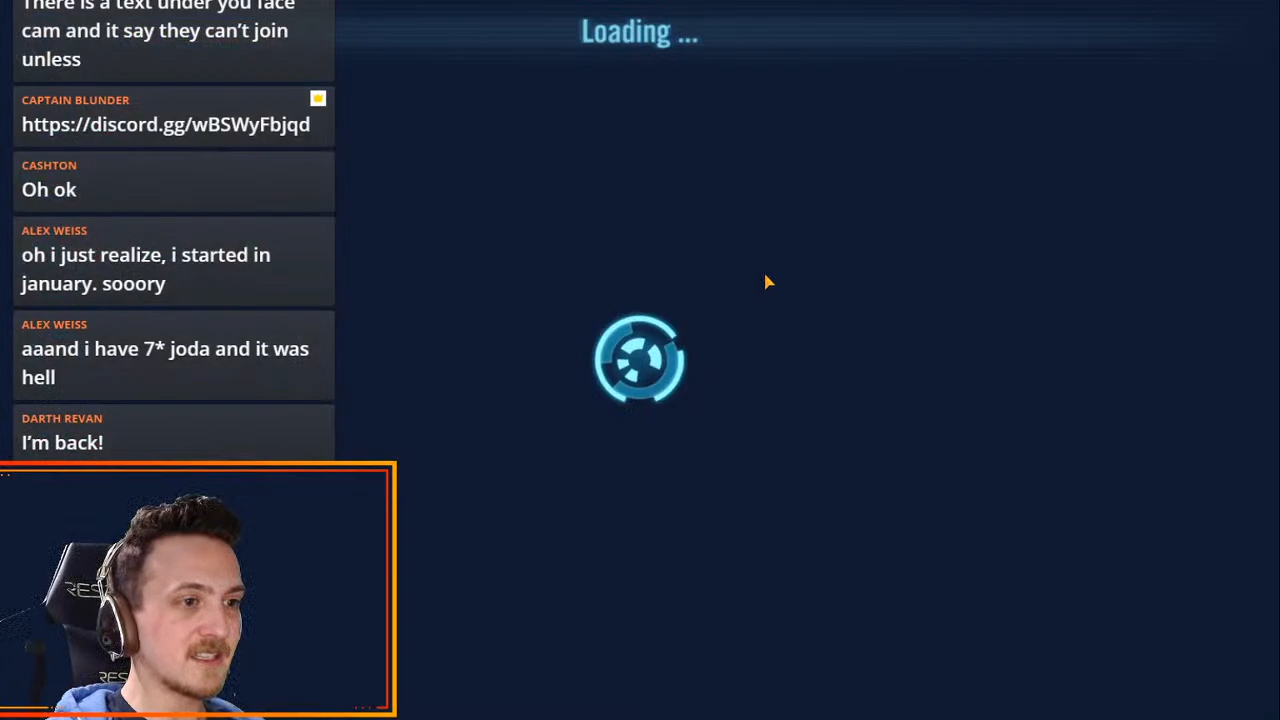 There is a text under you face
cam and it say they can't join
unless
CAPTAIN BLUNDER
https://discord.gg/wBSWyFbjqd
CASHTON
Oh ok
ALEX WEISS
oh i just realize, i started in
january. sooory
ALEX WEISS
aaand i have 7* joda and it was
hell
DARTH REVAN
I'm back!
Loading ...